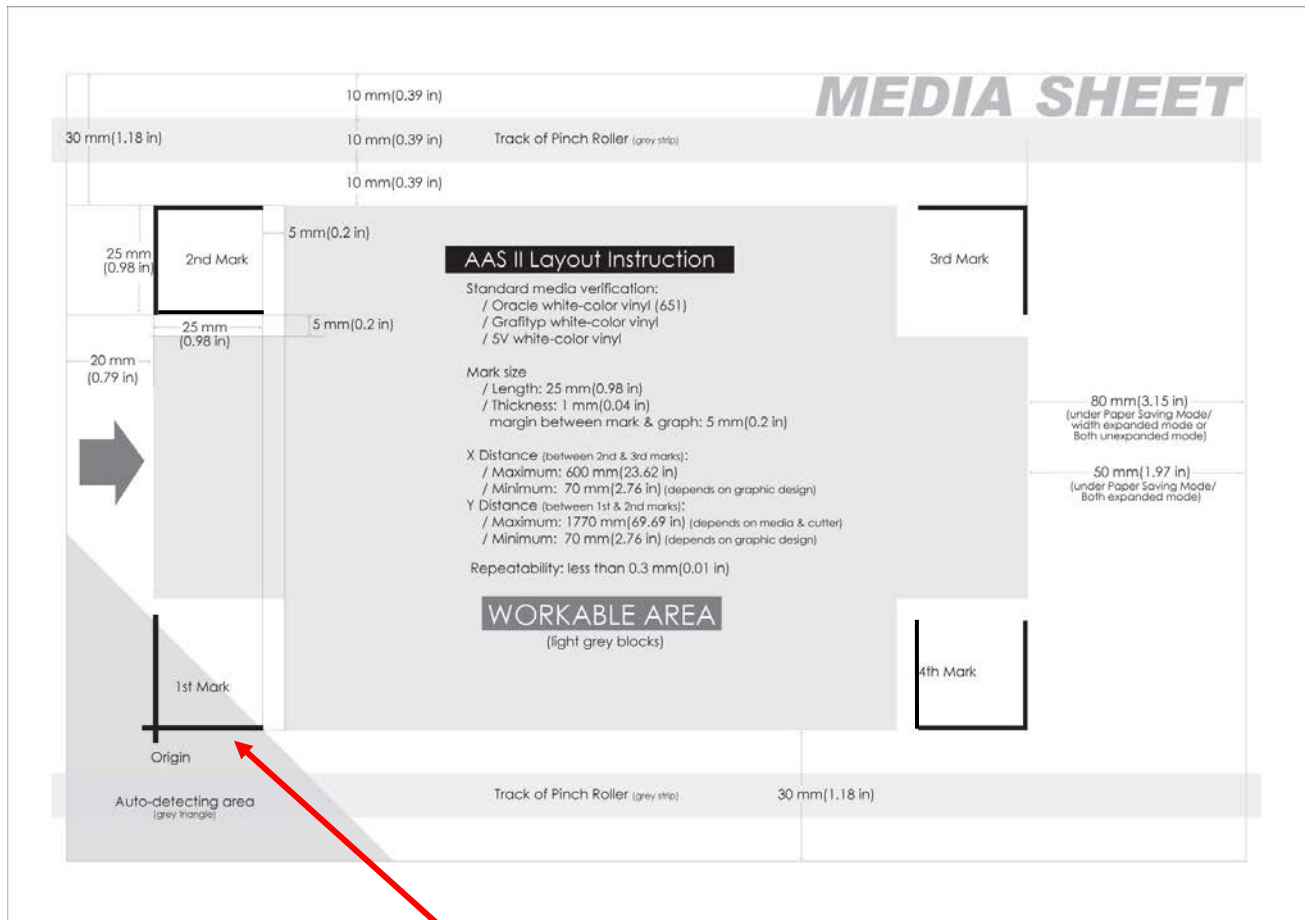 MEDIA SHEET
10 mm(0.39 in)
30 mm(1.18 in)
10 mm(0.39 in)
Track of Pinch Roller (grey strip)
10 mm(0.39 in)
5 mm(0.2 in)
25 mm
(0.98 in)
2nd Mark
3rd Mark
AAS II Layout Instruction
Standard media verification:
/ Oracle white-color vinyl (651)
/ Grafityp white-color vinyl
/ 5V white-color vinyl
25 mm
(0.98 in)
5 mm(0.2 in)
20 mm
(0.79 in)
Mark size
/ Length: 25 mm(0.98 in)
/ Thickness: 1 mm(0.04 in)
margin between mark & graph: 5 mm(0.2 in)
80 mm(3.15 in)
(under Paper Saving Mode/
width expanded mode or
Both unexpanded mode)
X Distance (between 2nd & 3rd marks):
/ Maximum: 600 mm(23.62 in)
/ Minimum: 70 mm(2.76 in) (depends on graphic design)
Y Distance (between 1st & 2nd marks):
/ Maximum: 1770 mm(69.69 in) (depends on media & cutter)
/ Minimum: 70 mm(2.76 in) (depends on graphic design)
50 mm(1.97 in)
(under Paper Saving Mode/
Both expanded mode)
Repeatability: less than 0.3 mm(0.01 in)
WORKABLE AREA
(light grey blocks)
1st Mark
4th Mark
Origin
Auto-detecting area
(grey triangle)
Track of Pinch Roller (grey strip)
30 mm(1.18 in)